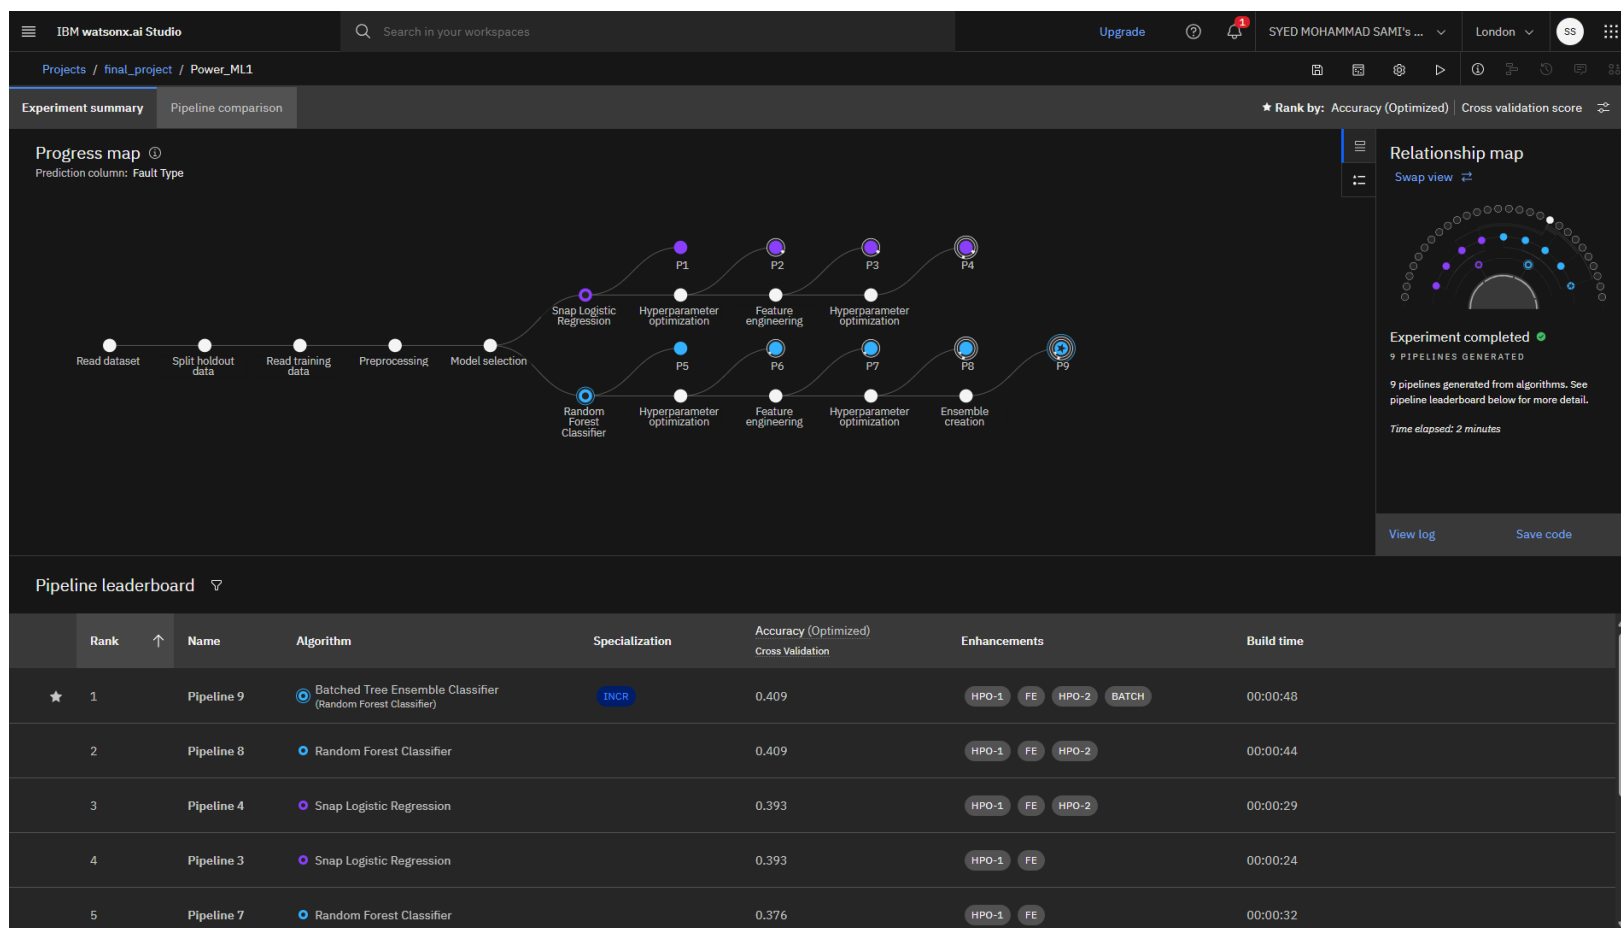 IBM watsonx.ai Studio
Search in your workspaces
Upgrade
1
SYED MOHAMMAD SAMI's ...
London
SS
Projects / final_project / Power_ML1
Experiment summary
Pipeline comparison
Rank by: Accuracy (Optimized) | Cross validation score
Progress map
Prediction column: Fault Type
P1
P2
P3
P4
Snap Logistic
Regression
Hyperparameter
optimization
Feature
engineering
Hyperparameter
optimization
Read dataset
Split holdout
data
Read training
data
Preprocessing
Model selection
P5
P6
P7
P8
P9
Random
Forest
Classifier
Hyperparameter
optimization
Feature
engineering
Hyperparameter
optimization
Ensemble
creation
Relationship map
Swap view
Experiment completed
9 PIPELINES GENERATED
9 pipelines generated from algorithms. See
pipeline leaderboard below for more detail.
Time elapsed: 2 minutes
View log
Save code
Pipeline leaderboard
Rank Name Algorithm Specialization Accuracy (Optimized) Enhancements Build time
Cross Validation
1 Pipeline 9 Batched Tree Ensemble Classifier INCR 0.409 HPO-1 FE HPO-2 BATCH 00:00:48
(Random Forest Classifier)
2 Pipeline 8 Random Forest Classifier 0.409 HPO-1 FE HPO-2 00:00:44
3 Pipeline 4 Snap Logistic Regression 0.393 HPO-1 FE HPO-2 00:00:29
4 Pipeline 3 Snap Logistic Regression 0.393 HPO-1 FE 00:00:24
5 Pipeline 7 Random Forest Classifier 0.376 HPO-1 FE 00:00:32